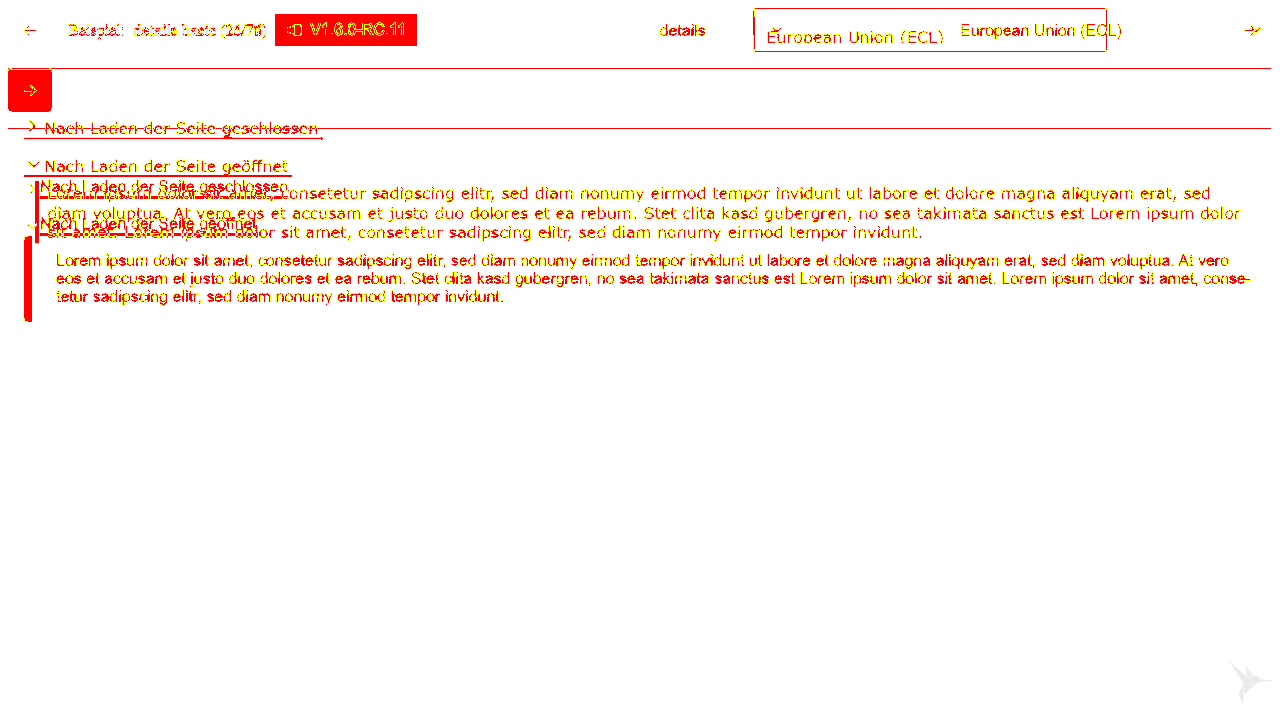 Beispiel: details basic (24/76) V1.6.0-RC.11 details European Union (ECL) European Union (ECL)
Nach Laden der Seite geschlossen
Nach Laden der Seite geöffnet
Nach Laden der Seite geschlossen
Lorem ipsum dolor sit amet, consetetur sadipscing elitr, sed diam nonumy eirmod tempor invidunt ut labore et dolore magna aliquyam erat, sed
diam voluptua. At vero eos et accusam et justo duo dolores et ea rebum. Stet clita kasd gubergren, no sea takimata sanctus est Lorem ipsum dolor
Nach Laden der Seite geöffnet
sit amet. Lorem ipsum dolor sit amet, consetetur sadipscing elitr, sed diam nonumy eirmod tempor invidunt.
Lorem ipsum dolor sit amet, consetetur sadipscing elitr, sed diam nonumy eirmod tempor invidunt ut labore et dolore magna aliquyam erat, sed diam voluptua. At vero
eos et accusam et justo duo dolores et ea rebum. Stet clita kasd gubergren, no sea takimata sanctus est Lorem ipsum dolor sit amet. Lorem ipsum dolor sit amet, conse-
tetur sadipscing elitr, sed diam nonumy eirmod tempor invidunt.